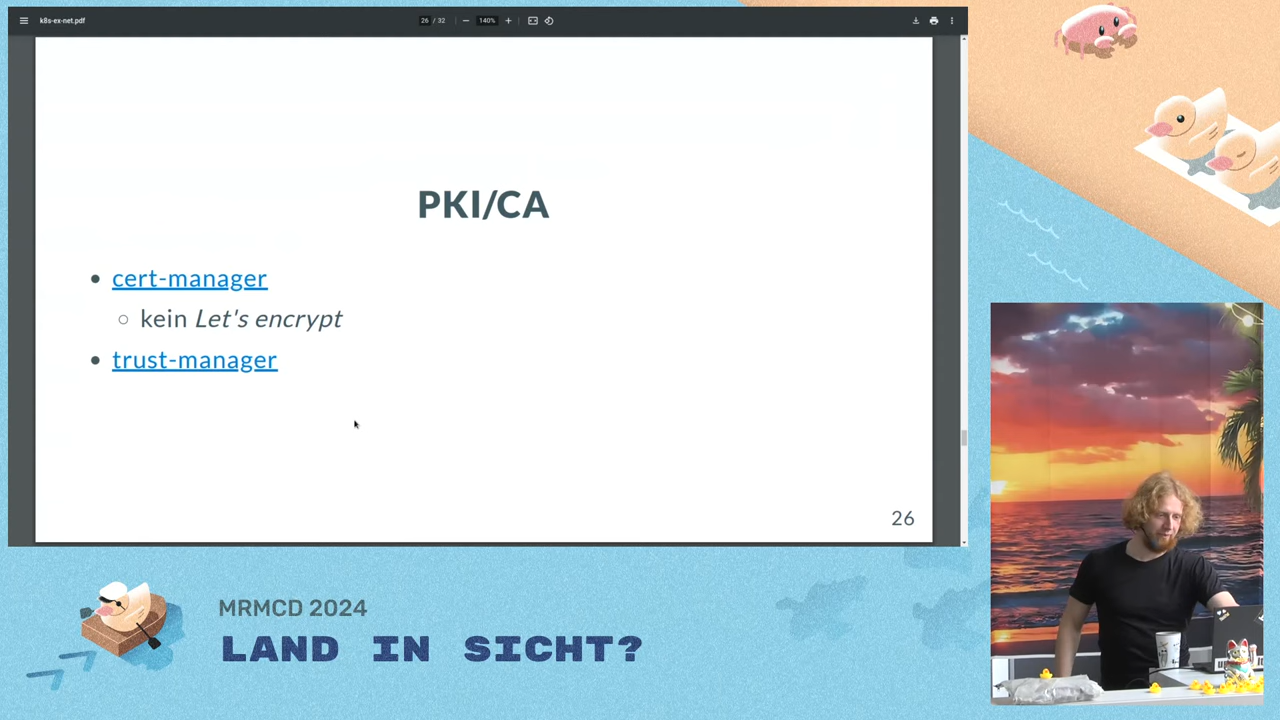 k8s-ex-net.pdf
26 / 32
140%
PKI/CA
cert-manager
kein Let's encrypt
trust-manager
26
MRMCD 2024
LAND IN SICHT?